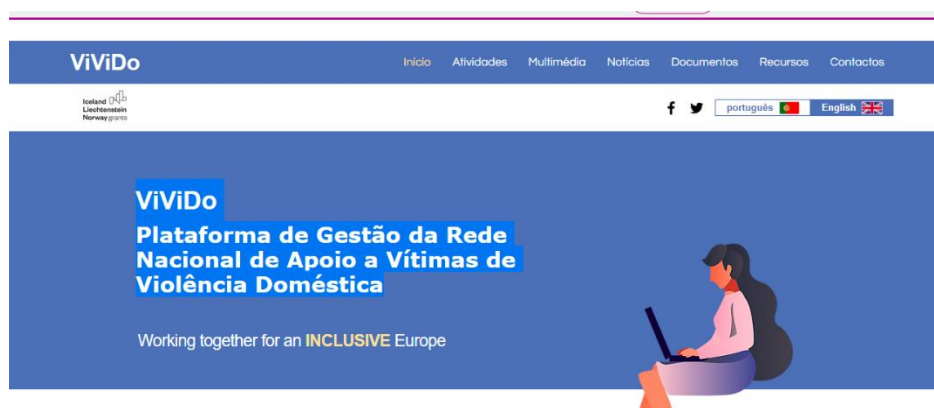 ViViDo
Início Atividades Multimédia Notícias Documentos Recursos Contactos
Iceland
Liechtenstein
Norway grants
português English
ViViDo
Plataforma de Gestão da Rede
Nacional de Apoio a Vítimas de
Violência Doméstica
Working together for an INCLUSIVE Europe